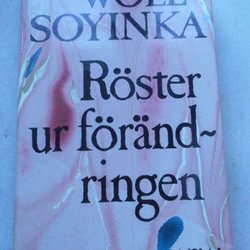 WOLE
SOYINKA
Röster
ur föränd-
ringen